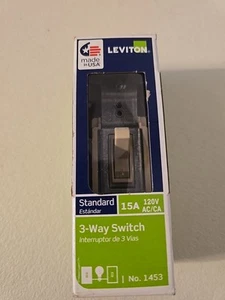 made in USA
LEVITON
Standard
Estándar
15A
120V
AC/CA
3-Way Switch
Interruptor de 3 Vías
No. 1453